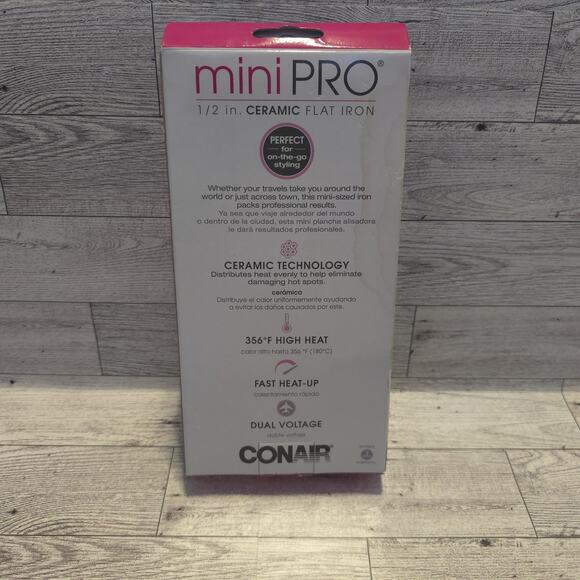 miniPRO®
1/2 in. CERAMIC FLAT IRON
PERFECT
for
on-the-go
styling
Whether your travels take you around the
world or just across town, this mini-sized iron
packs professional results.
Ya sea que viaje alrededor del mundo
o dentro de la ciudad, esta mini plancha alisadora
le dará resultados profesionales.
CERAMIC TECHNOLOGY
Distributes heat evenly to help eliminate
damaging hot spots.
cerámica
Distribuye el calor uniformemente ayudando
a evitar los daños causados por este.
356°F HIGH HEAT
calor alto hasta 356 °F (180°C)
FAST HEAT-UP
calentamiento rápido
DUAL VOLTAGE
doble voltaje
CONAIR®